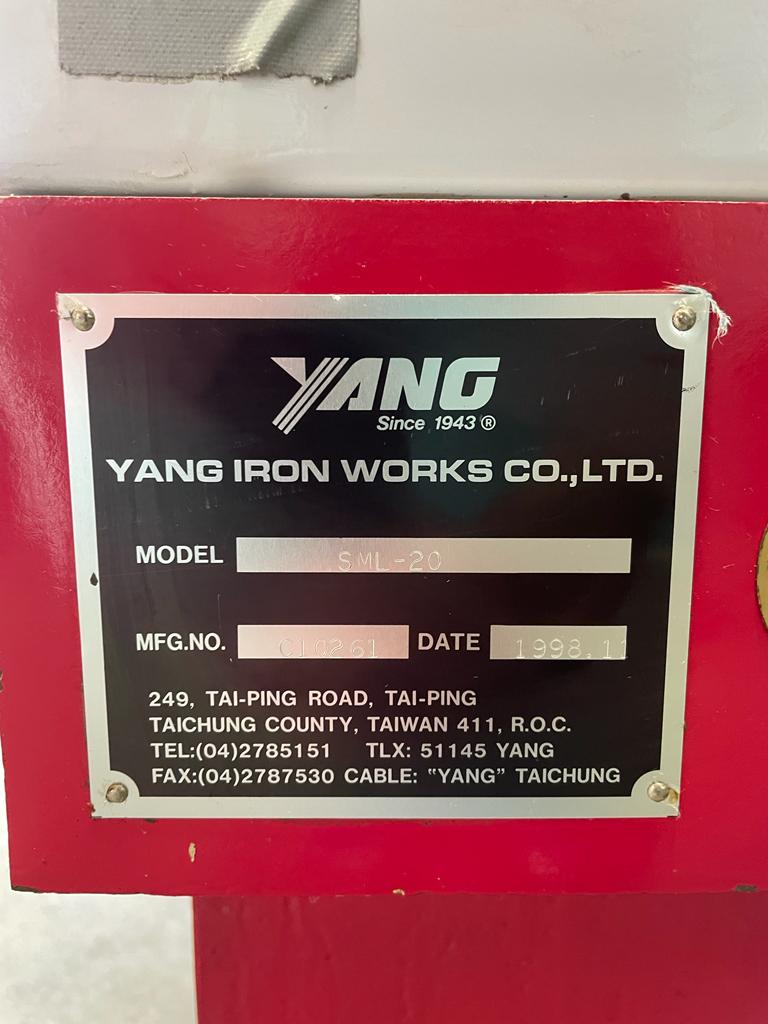 YANG
Since 1943 ®
YANG IRON WORKS CO.,LTD.
MODEL SML-20
MFG.NO. C10261 DATE 1998.11
249, TAI-PING ROAD, TAI-PING
TAICHUNG COUNTY, TAIWAN 411, R.O.C.
TEL:(04)2785151 TLX: 51145 YANG
FAX:(04)2787530 CABLE: "YANG" TAICHUNG